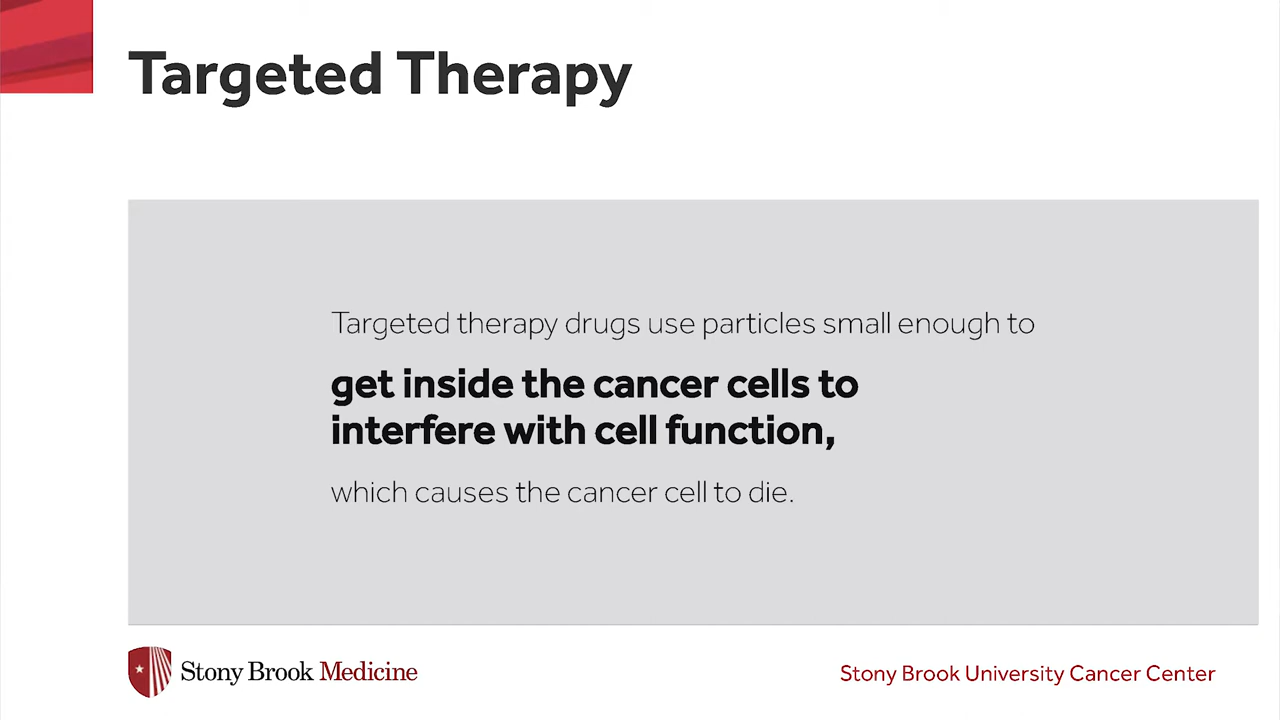 Targeted Therapy
Targeted therapy drugs use particles small enough to
get inside the cancer cells to
interfere with cell function,
which causes the cancer cell to die.
Stony Brook Medicine
Stony Brook University Cancer Center